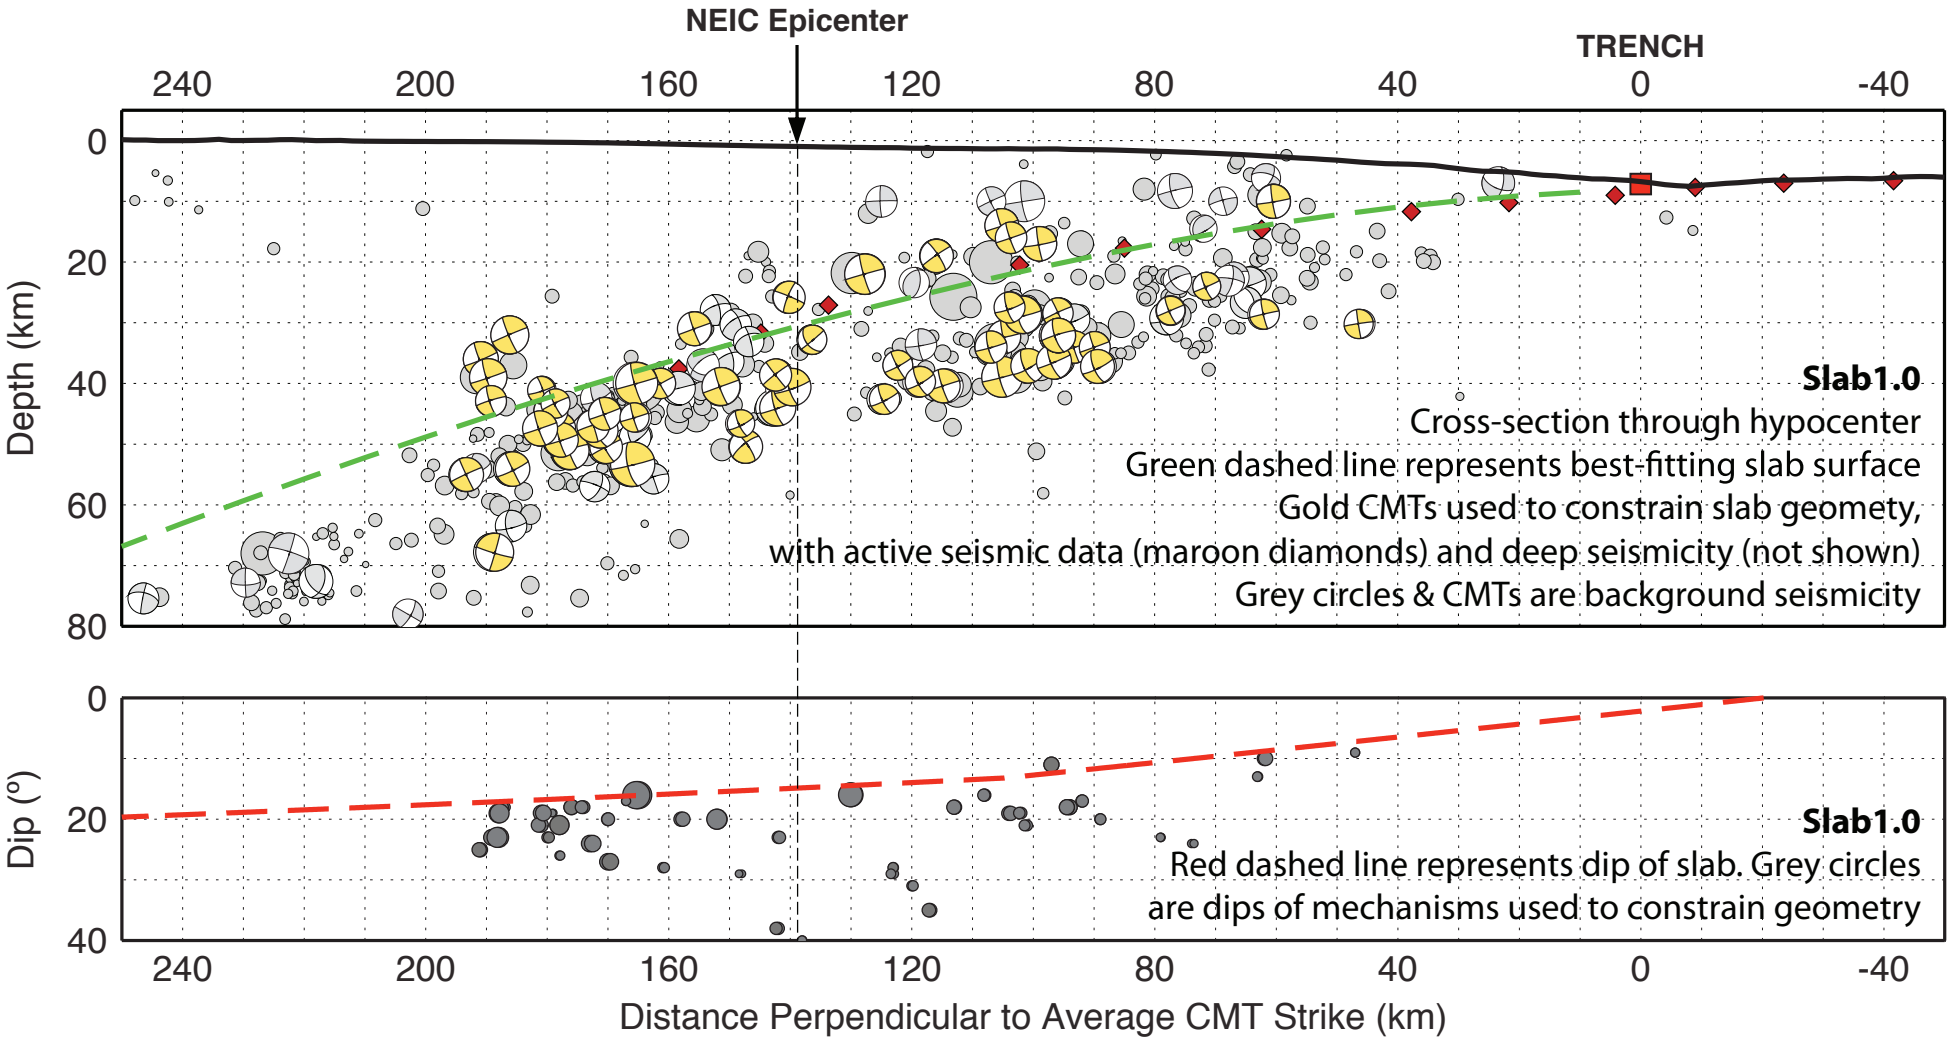 NEIC Epicenter
TRENCH
240 200 160 120 80 40 0 -40
0
20
40
60
80
Depth (km)
Slab1.0
Cross-section through hypocenter
Green dashed line represents best-fitting slab surface
Gold CMTs used to constrain slab geomety,
with active seismic data (maroon diamonds) and deep seismicity (not shown)
Grey circles & CMTs are background seismicity
0
20
40
Dip (º)
Slab1.0
Red dashed line represents dip of slab. Grey circles
are dips of mechanisms used to constrain geometry
240 200 160 120 80 40 0 -40
Distance Perpendicular to Average CMT Strike (km)